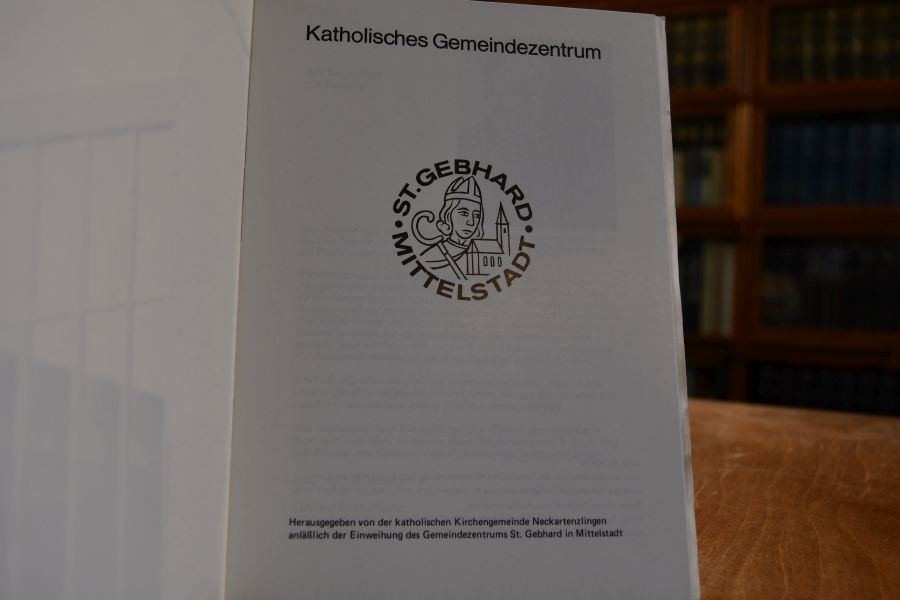 Katholisches Gemeindezentrum
ST. GEBHARD
MITTELSTADT
Herausgegeben von der katholischen Kirchengemeinde Neckartenzlingen
anläßlich der Einweihung des Gemeindezentrums St. Gebhard in Mittelstadt